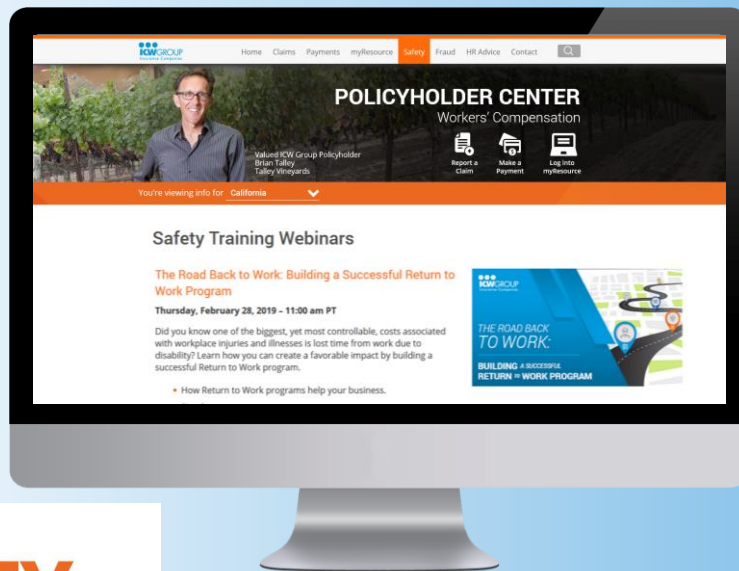 ICWGROUP
Insurance Companies
Home Claims Payments myResource Safety Fraud HR Advice Contact
POLICYHOLDER CENTER
Workers' Compensation
Valued ICW Group Policyholder
Brian Talley
Talley Vineyards
Report a
Claim
Make a
Payment
Log into
myResource
You're viewing info for California
Safety Training Webinars
The Road Back to Work: Building a Successful Return to
Work Program
Thursday, February 28, 2019 – 11:00 am PT
Did you know one of the biggest, yet most controllable, costs associated
with workplace injuries and illnesses is lost time from work due to
disability? Learn how you can create a favorable impact by building a
successful Return to Work program.
• How Return to Work programs help your business.
ICWGROUP
Insurance Companies
THE ROAD BACK
TO WORK:
BUILDING A SUCCESSFUL
RETURN TO WORK PROGRAM